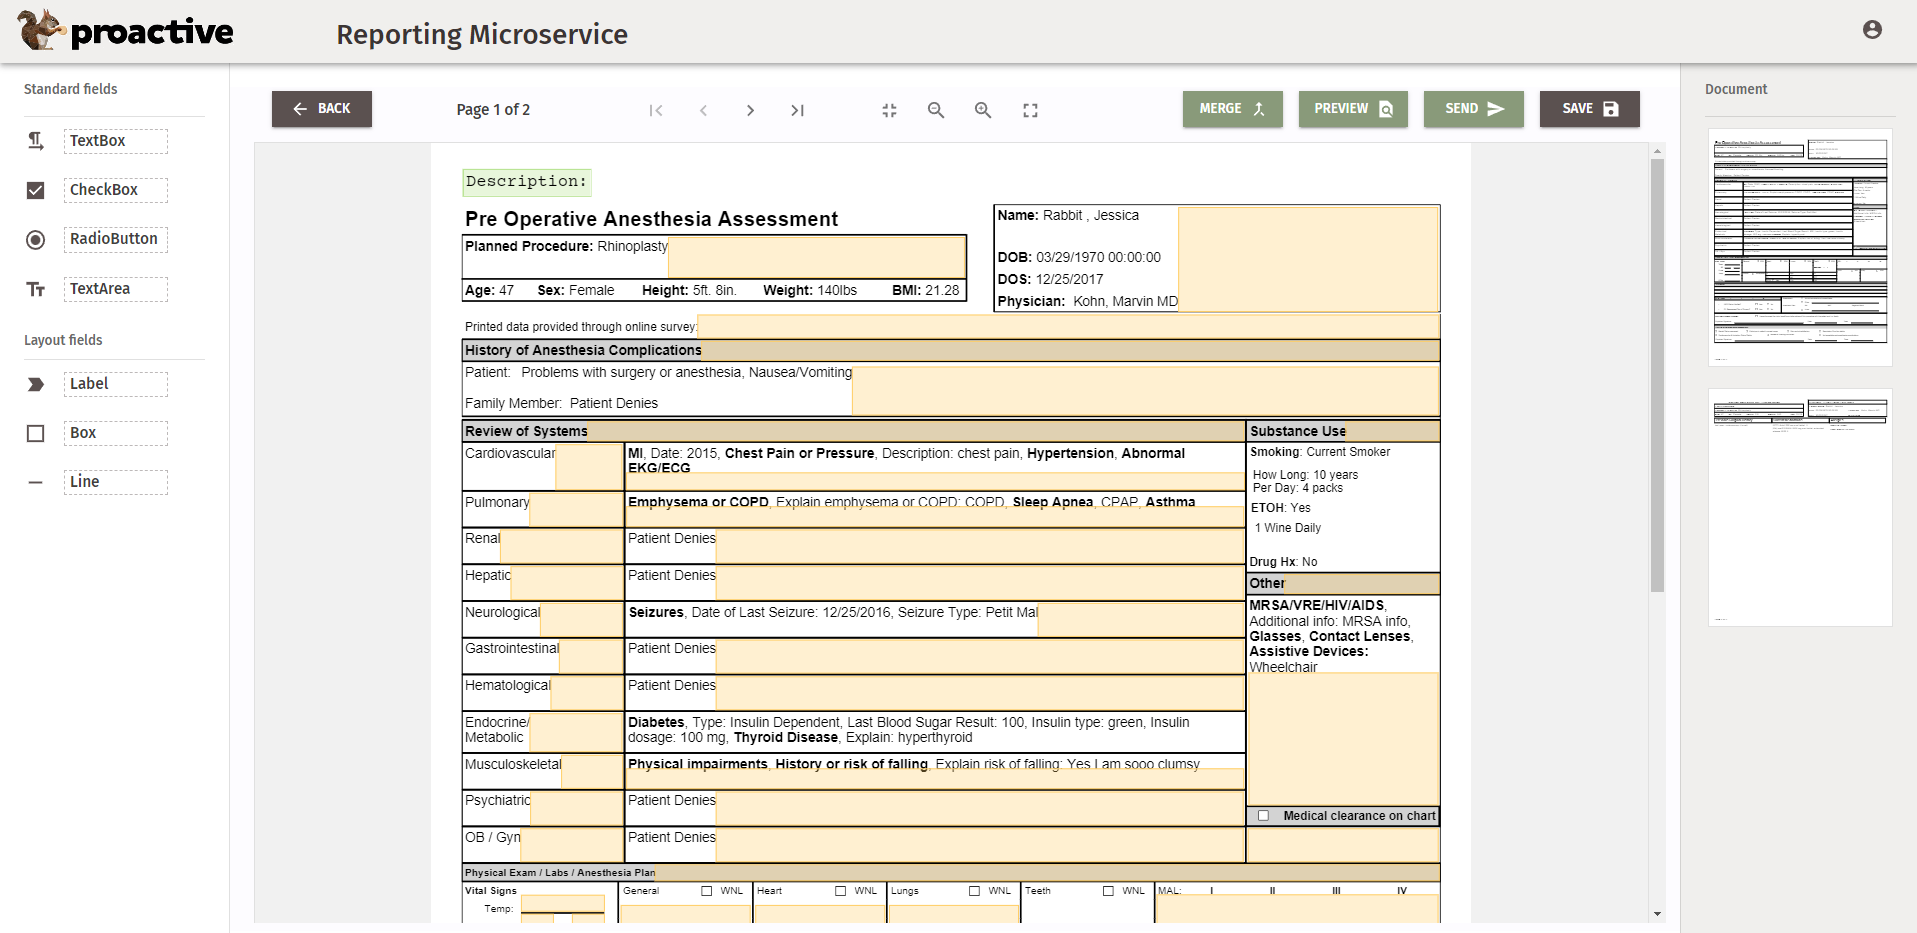 proactive
Reporting Microservice
Standard fields
TextBox
CheckBox
RadioButton
TextArea
Layout fields
Label
Box
Line
BACK
Page 1 of 2
MERGE
PREVIEW
SEND
SAVE
Description:
Pre Operative Anesthesia Assessment
Planned Procedure: Rhinoplasty
Age: 47 Sex: Female Height: 5ft. 8in. Weight: 140lbs BMI: 21.28
Name: Rabbit , Jessica
DOB: 03/29/1970 00:00:00
DOS: 12/25/2017
Physician: Kohn, Marvin MD
Printed data provided through online survey:
History of Anesthesia Complications
Patient: Problems with surgery or anesthesia, Nausea/Vomiting
Family Member: Patient Denies
Review of Systems
Cardiovascular
MI, Date: 2015, Chest Pain or Pressure, Description: chest pain, Hypertension, Abnormal
EKG/ECG
Pulmonary
Emphysema or COPD, Explain emphysema or COPD: COPD, Sleep Apnea, CPAP, Asthma
Renal
Patient Denies
Hepatic
Patient Denies
Neurological
Seizures, Date of Last Seizure: 12/25/2016, Seizure Type: Petit Mal
Gastrointestinal
Patient Denies
Hematological
Patient Denies
Endocrine/
Metabolic
Diabetes, Type: Insulin Dependent, Last Blood Sugar Result: 100, Insulin type: green, Insulin
dosage: 100 mg, Thyroid Disease, Explain: hyperthyroid
Musculoskeletal
Physical impairments, History or risk of falling, Explain risk of falling: Yes I am sooo clumsy
Psychiatric
Patient Denies
OB / Gyn
Patient Denies
Substance Use
Smoking: Current Smoker
How Long: 10 years
Per Day: 4 packs
ETOH: Yes
1 Wine Daily
Drug Hx: No
Other
MRSA/VRE/HIV/AIDS,
Additional info: MRSA info,
Glasses, Contact Lenses,
Assistive Devices:
Wheelchair
Medical clearance on chart
Physical Exam / Labs / Anesthesia Plan
Vital Signs
Temp:
General WNL
Heart WNL
Lungs WNL
Teeth WNL
MAL: I II III IV
Document